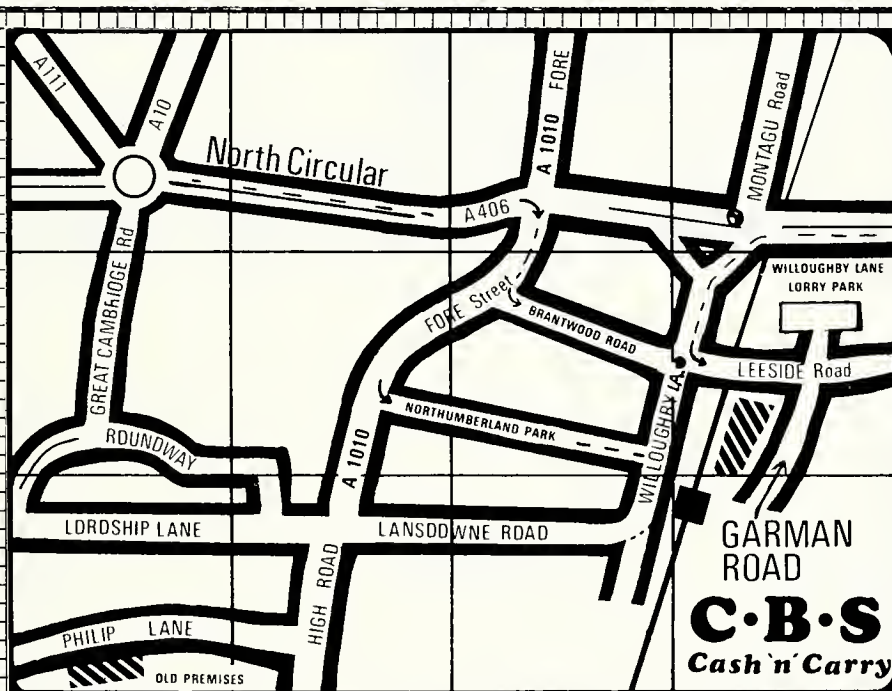 A111
A10
North Circular
A406
A 1010 FORE
MONTAGU Road
WILLOUGHBY LANE
LORRY PARK
GREAT CAMBRIDGE Rd
FORE Street
BRANTWOOD ROAD
LEESIDE Road
NORTHUMBERLAND PARK
WILLOUGHBY LA
ROUNDWAY
A 1010
LORDSHIP LANE
LANSDOWNE ROAD
GARMAN
ROAD
HIGH ROAD
PHILIP LANE
OLD PREMISES
C·B·S
Cash 'n' Carry